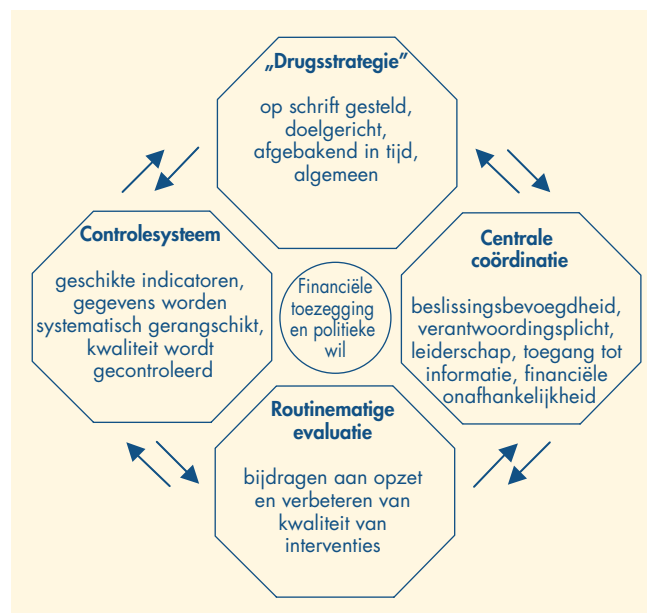 „Drugsstrategie”
op schrift gesteld,
doelgericht,
afgebakend in tijd,
algemeen
Controlesysteem
geschikte indicatoren,
gegevens worden
systematisch gerangschikt,
kwaliteit wordt
gecontroleerd
Financiële
toezegging
en politieke
wil
Centrale
coördinatie
beslissingsbevoegdheid,
verantwoordingsplicht,
leiderschap, toegang tot
informatie, financiële
onafhankelijkheid
Routinematige
evaluatie
bijdragen aan opzet
en verbeteren van
kwaliteit van
interventies